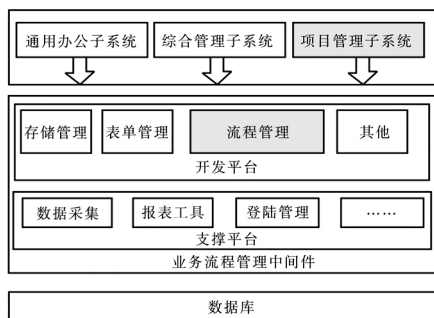 通用办公子系统 综合管理子系统 项目管理子系统
存储管理 表单管理 流程管理 其他
开发平台
数据采集 报表工具 登陆管理 ……
支撑平台
业务流程管理中间件
数据库